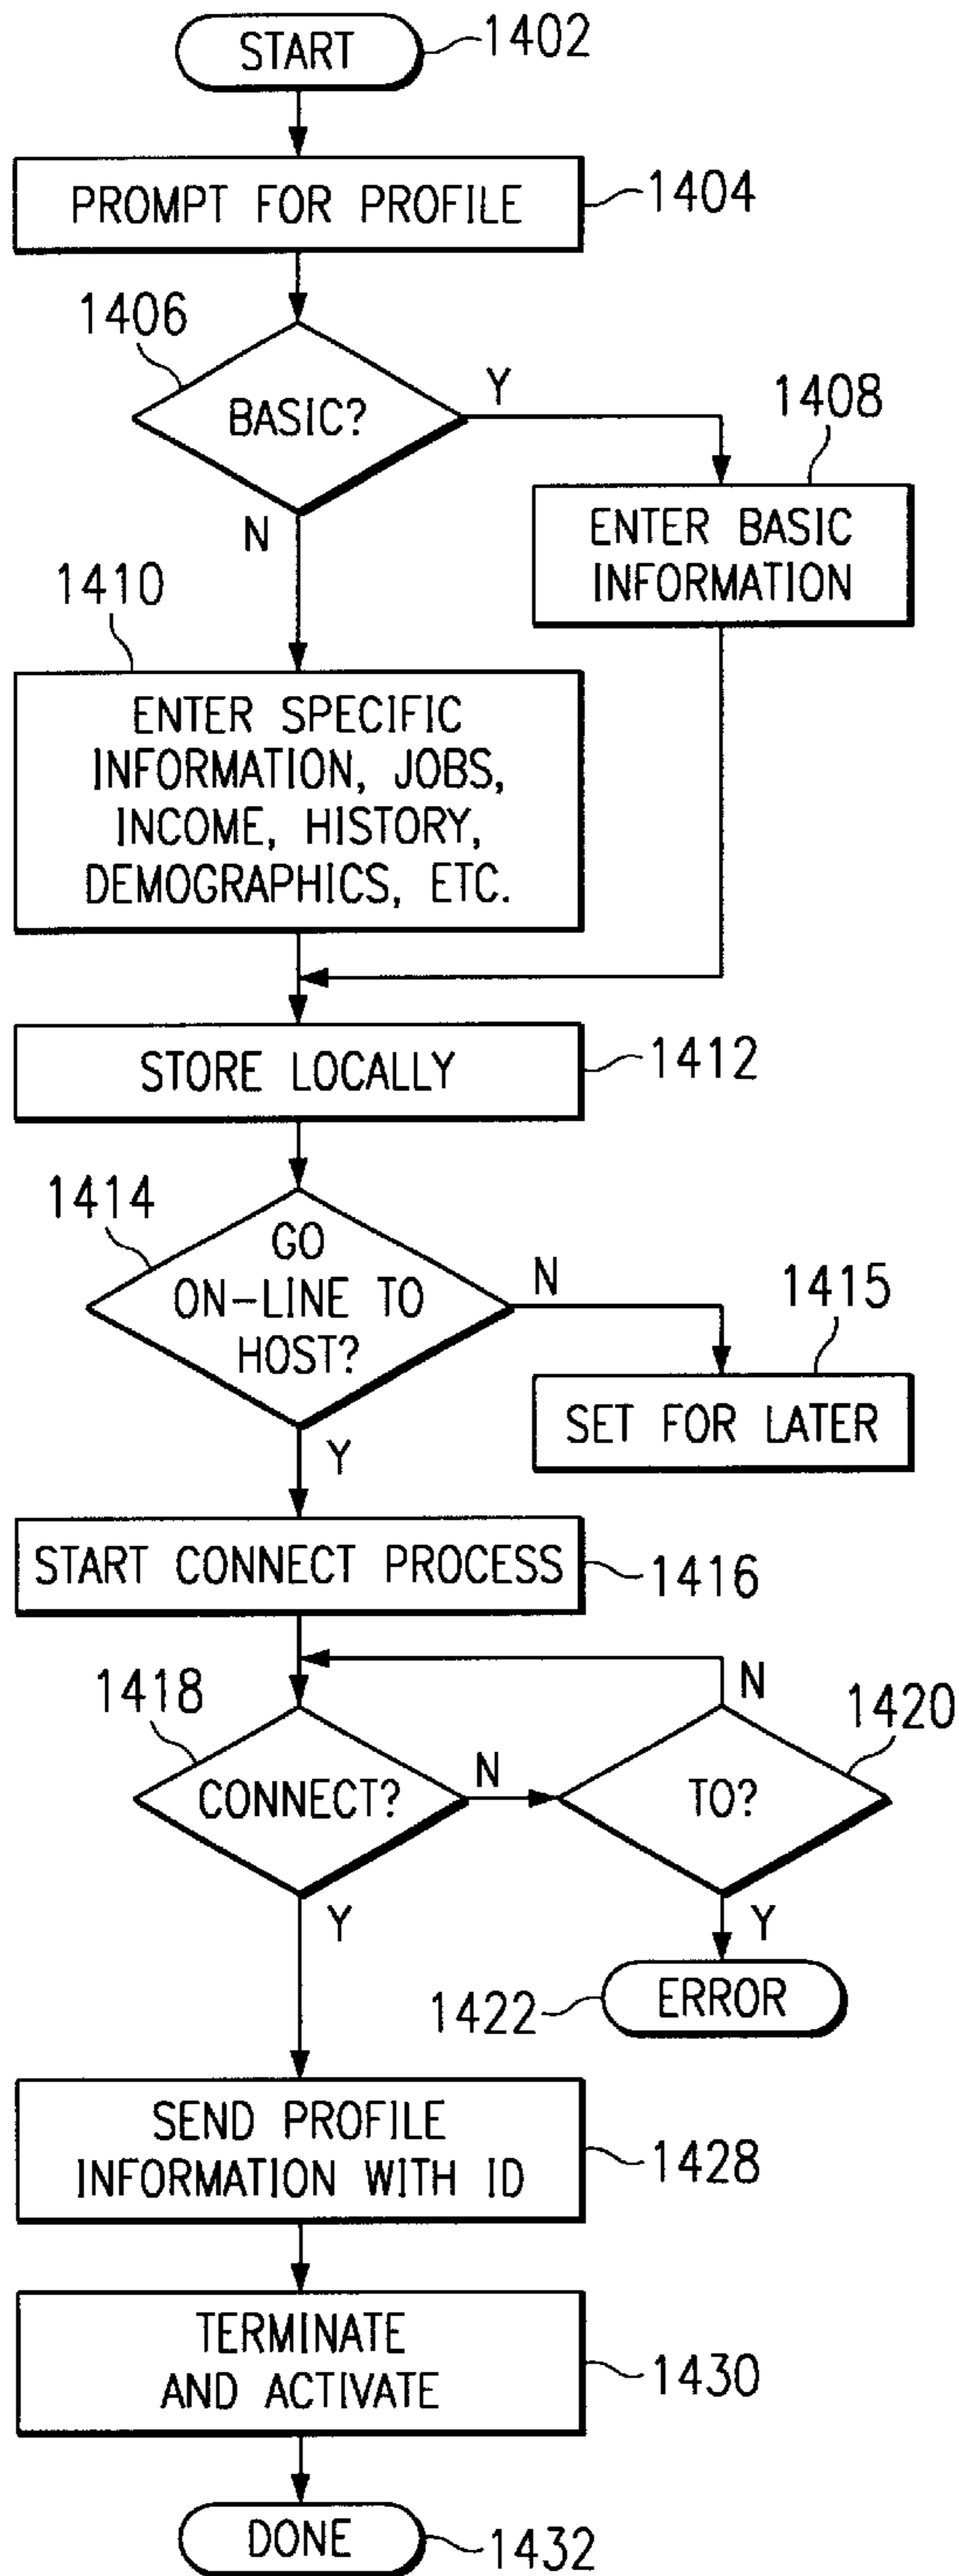 START
1402
PROMPT FOR PROFILE
1404
1406
BASIC?
Y
N
1408
ENTER BASIC
INFORMATION
1410
ENTER SPECIFIC
INFORMATION, JOBS,
INCOME, HISTORY,
DEMOGRAPHICS, ETC.
STORE LOCALLY
1412
1414
GO
ON-LINE TO
HOST?
N
Y
1415
SET FOR LATER
START CONNECT PROCESS
1416
1418
CONNECT?
N
Y
1420
TO?
N
Y
1422
ERROR
SEND PROFILE
INFORMATION WITH ID
1428
TERMINATE
AND ACTIVATE
1430
DONE
1432